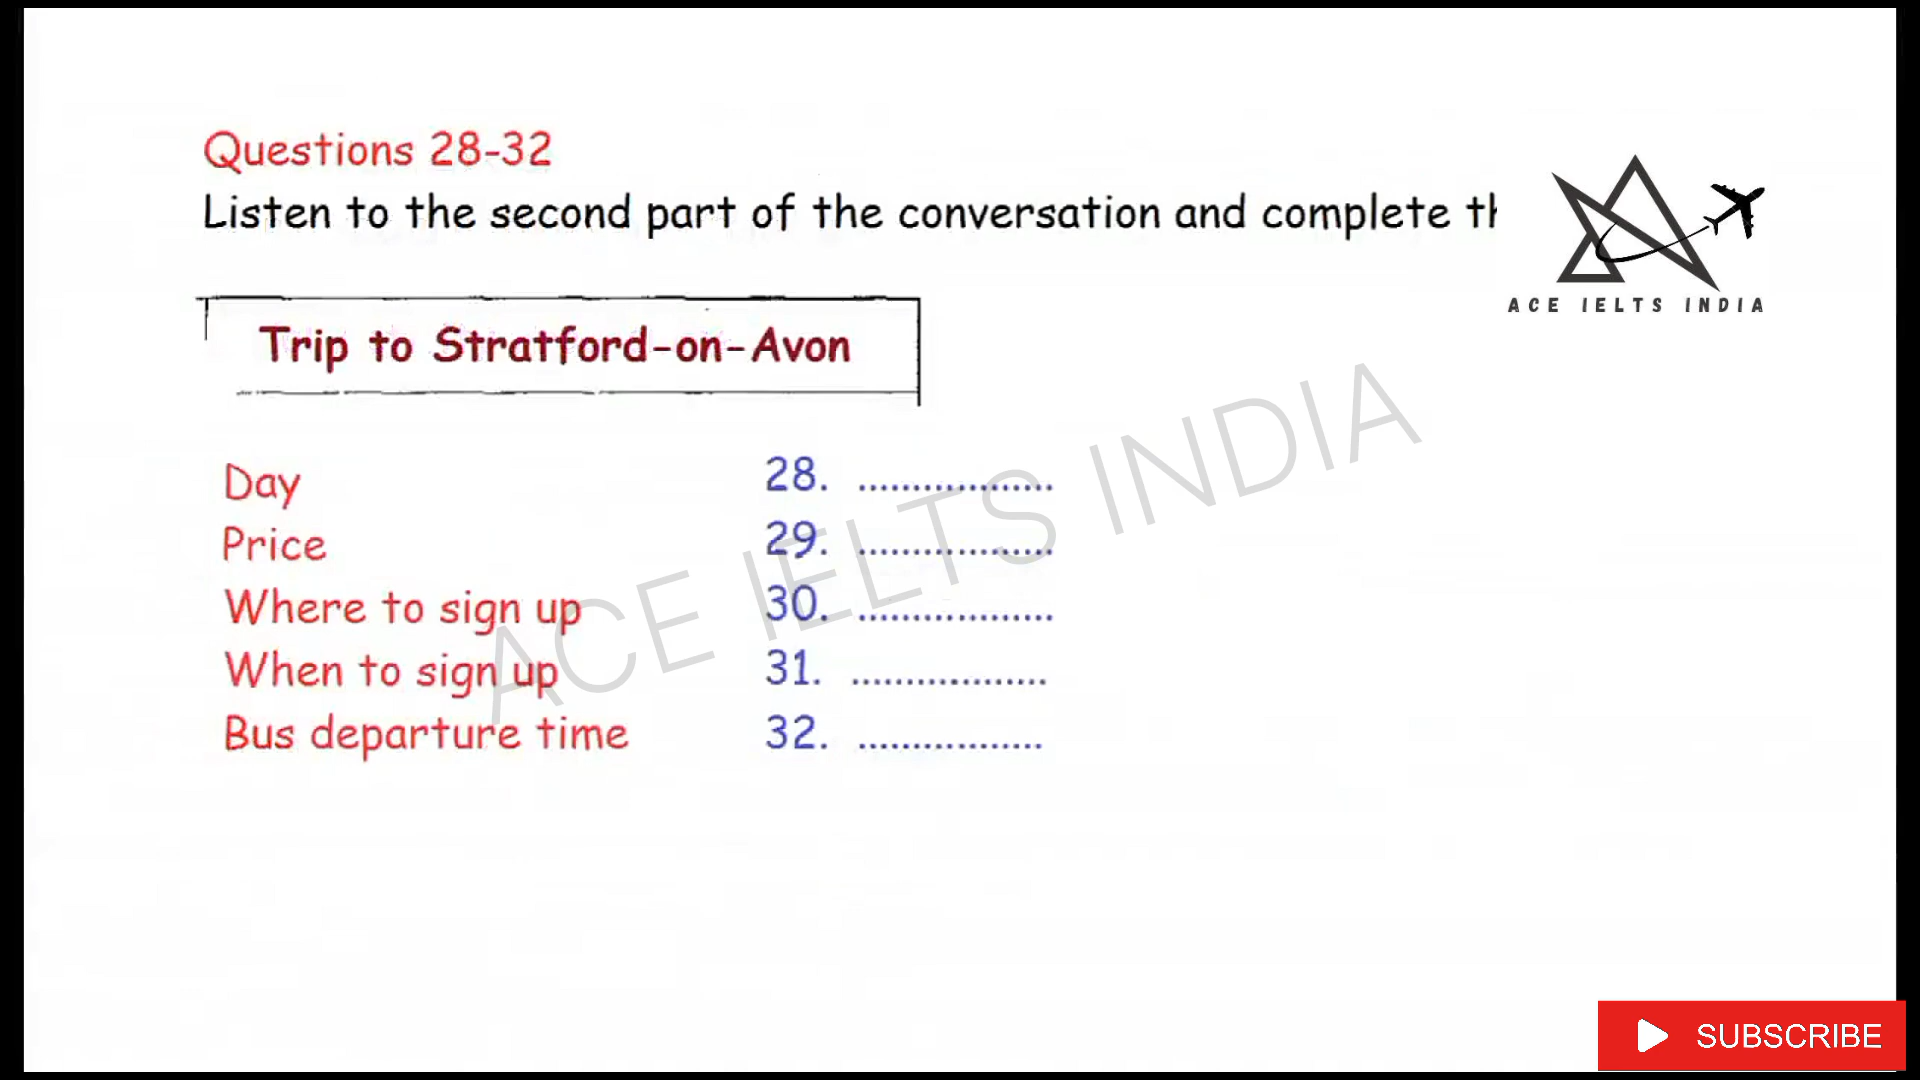 Questions 28-32
Listen to the second part of the conversation and complete
ACE IELTS INDIA
Trip to Stratford-on-Avon
Day 28. ..................
Price 29. ..................
Where to sign up 30. ..................
When to sign up 31. ..................
Bus departure time 32. .................
ACE IELTS INDIA
SUBSCRIBE